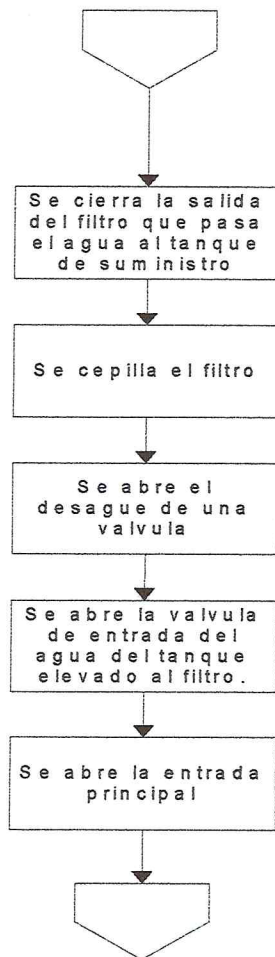 Se cierra la salida
del filtro que pasa
el agua al tanque
de suministro
Se cepilla el filtro
Se abre el
desague de una
valvula
Se abre la valvula
de entrada del
agua del tanque
elevado al filtro.
Se abre la entrada
principal